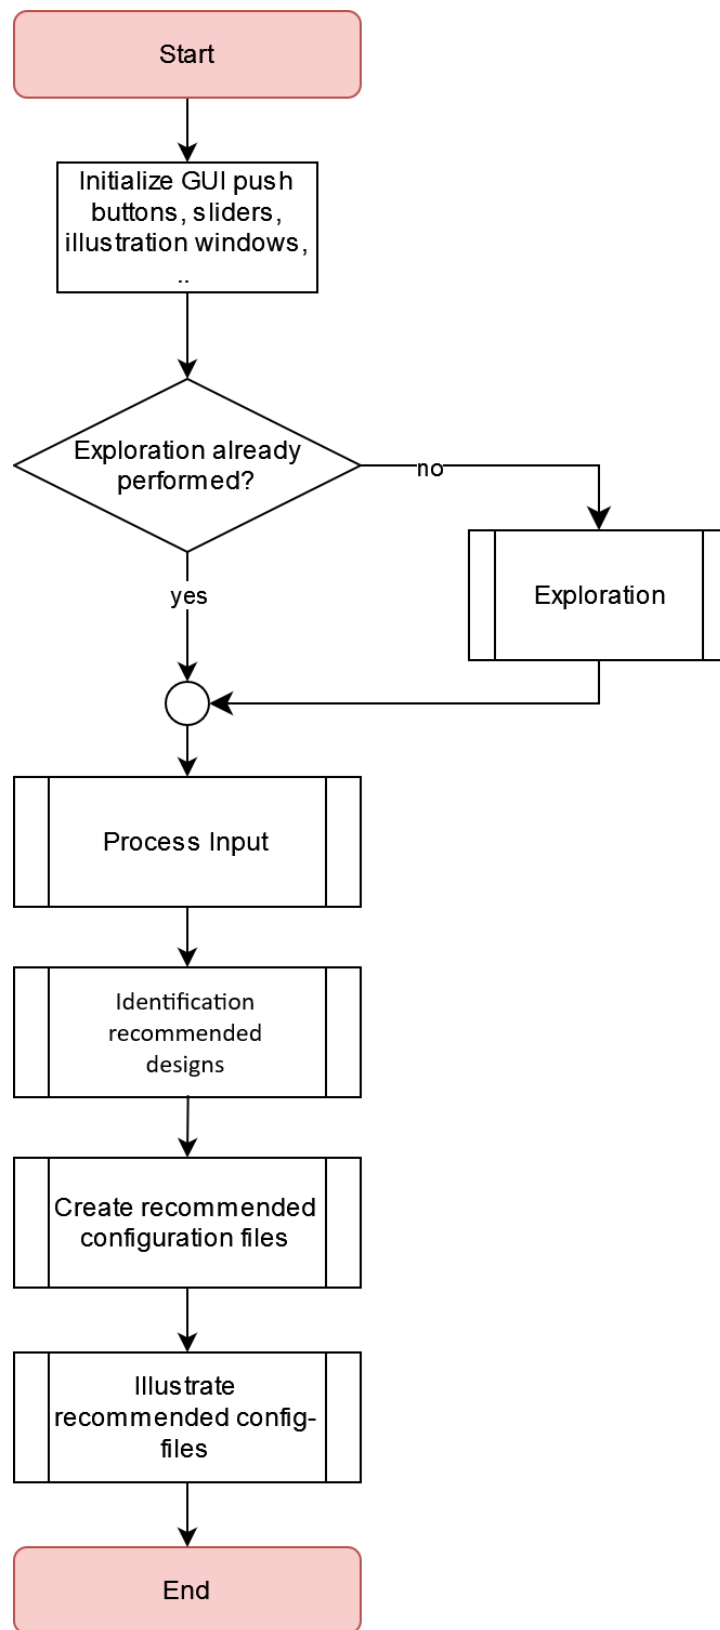 Start
Initialize GUI push
buttons, sliders,
illustration windows,
..
Exploration already
performed?
no
Exploration
yes
Process Input
Identification
recommended
designs
Create recommended
configuration files
Illustrate
recommended config-
files
End